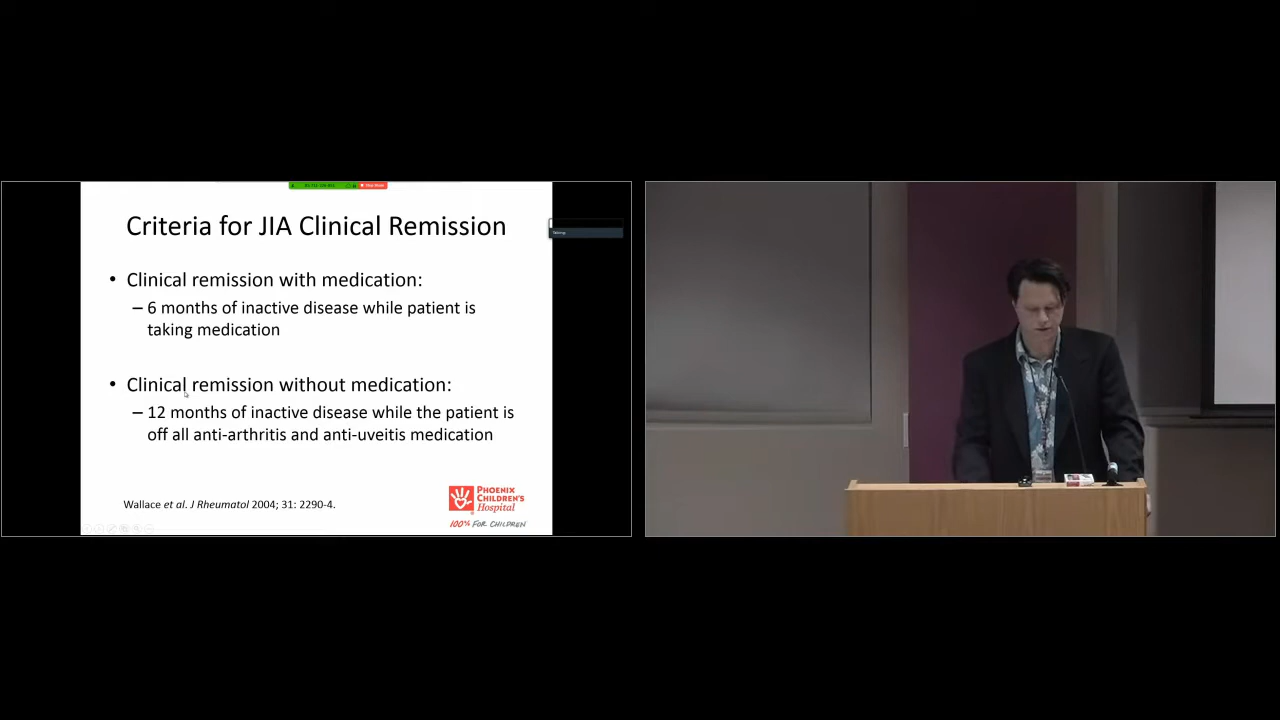 Criteria for JIA Clinical Remission
• Clinical remission with medication:
– 6 months of inactive disease while patient is
taking medication
• Clinical remission without medication:
– 12 months of inactive disease while the patient is
off all anti-arthritis and anti-uveitis medication
Wallace et al. J Rheumatol 2004; 31: 2290-4.
PHOENIX
CHILDREN'S
Hospital
100% FOR CHILDREN